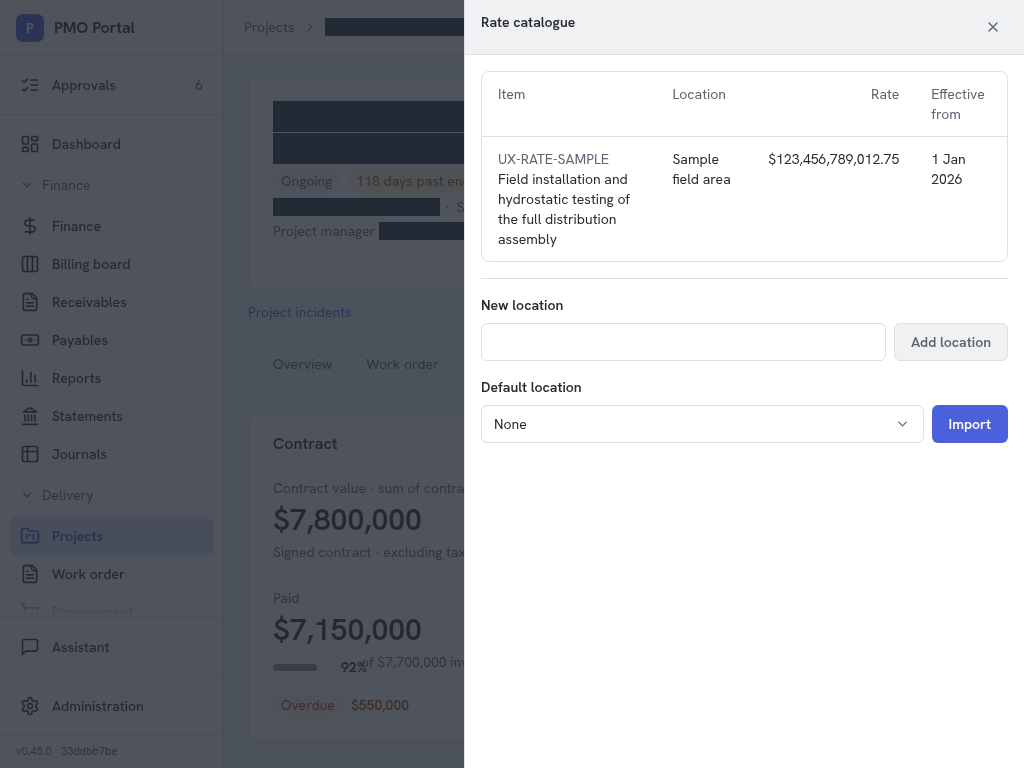 P
PMO Portal
Approvals
6
Dashboard
Finance
Finance
Billing board
Receivables
Payables
Reports
Statements
Journals
Delivery
Projects
Work order
Procurement
Assistant
Administration
v0.45.0 · 33ddbb7be
Projects
Ongoing
118 days past
Project manager
Project incidents
Overview
Work order
Contract
Contract value · sum of
$7,800,000
Signed contract · excluding tax
Paid
$7,150,000
92%
of $7,700,000
Overdue
$550,000
Rate catalogue
Item
Location
Rate
Effective
from
UX-RATE-SAMPLE
Sample
$123,456,789,012.75
1 Jan
Field installation and
field area
2026
hydrostatic testing of
the full distribution
assembly
New location
Add location
Default location
None
Import